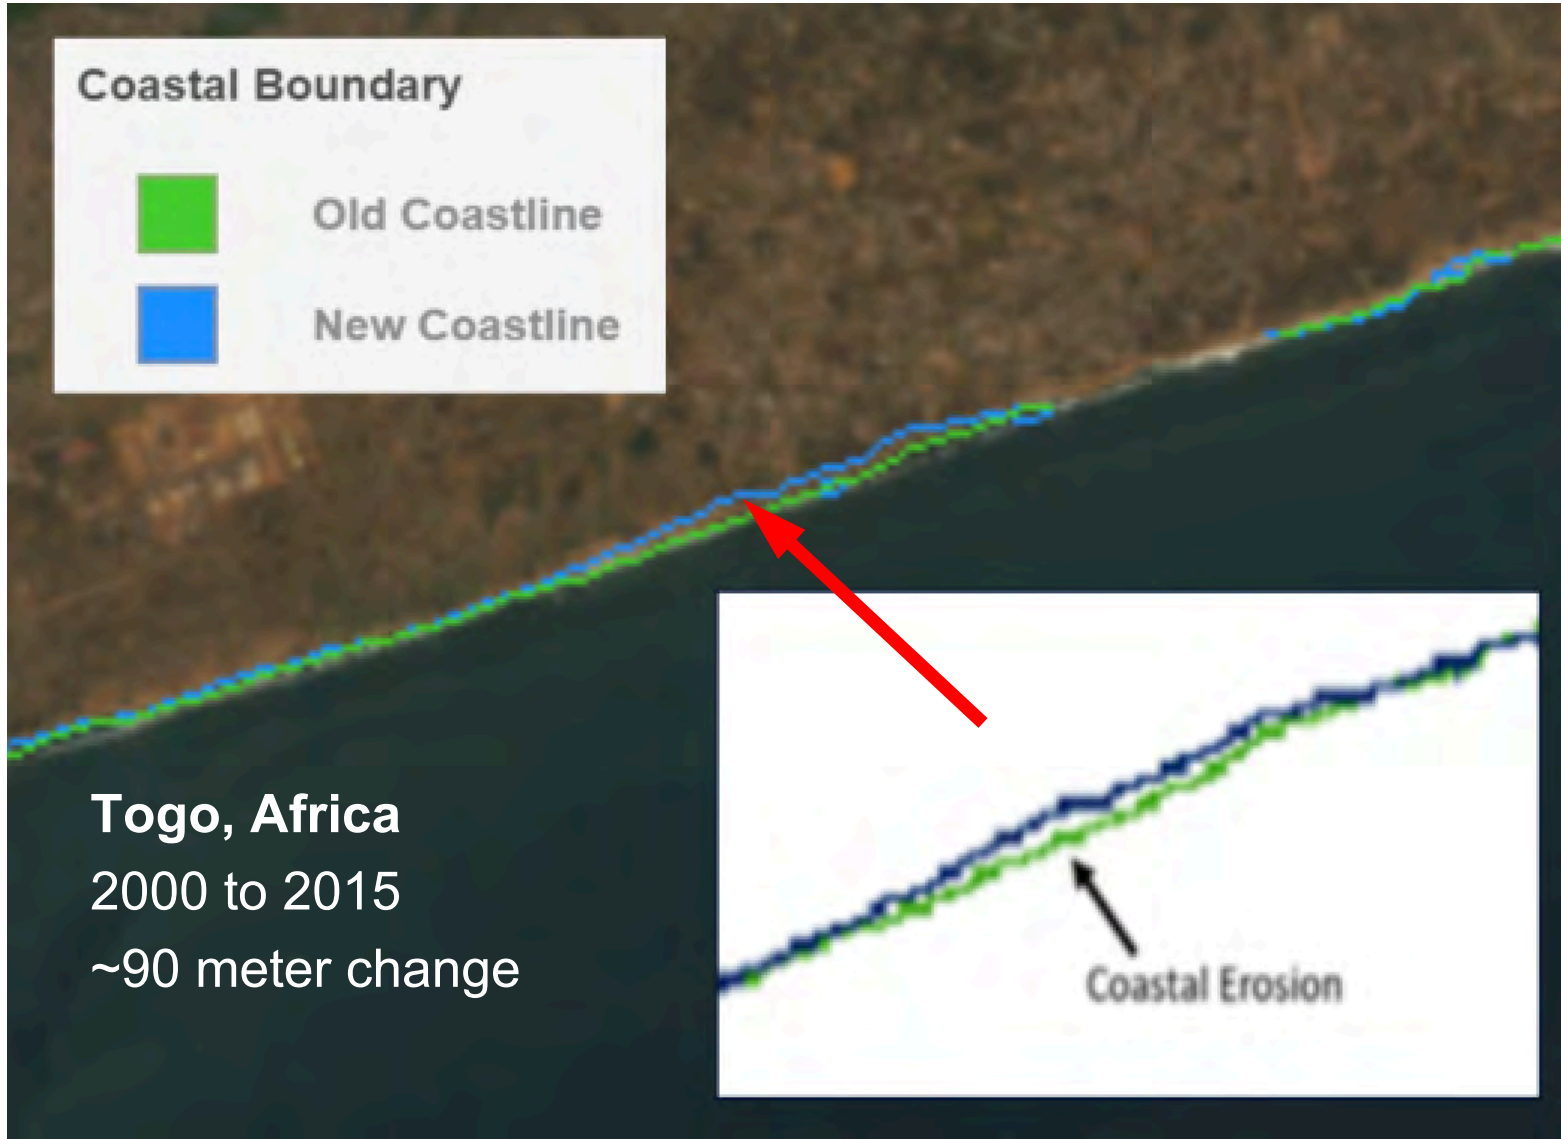 Coastal Boundary
Old Coastline
New Coastline
Togo, Africa
2000 to 2015
~90 meter change
Coastal Erosion